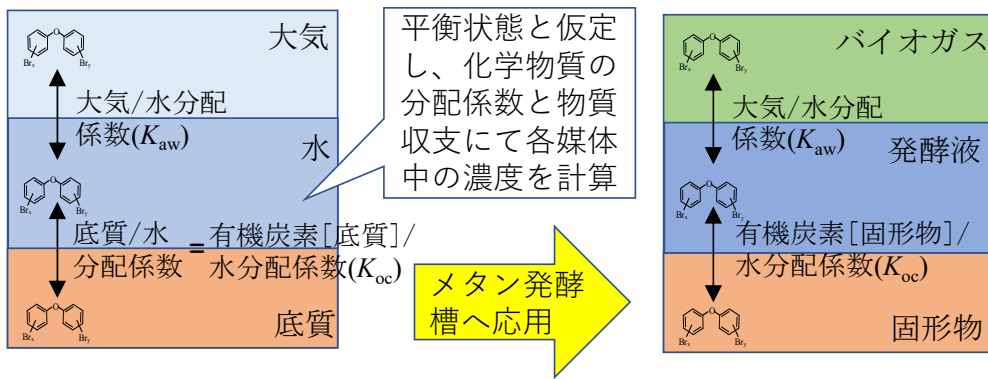 大気
O
Brx
Bry
大気/水分配
係数(Kaw)
水
O
Brx
Bry
底質/水
分配係数
=
有機炭素[底質]/
水分配係数(Koc)
O
Brx
Bry
底質
平衡状態と仮定
し、化学物質の
分配係数と物質
収支にて各媒体
中の濃度を計算
メタン発酵
槽へ応用
バイオガス
O
Brx
Bry
大気/水分配
係数(Kaw)
発酵液
O
Brx
Bry
有機炭素[固形物]/
水分配係数(Koc)
O
Brx
Bry
固形物